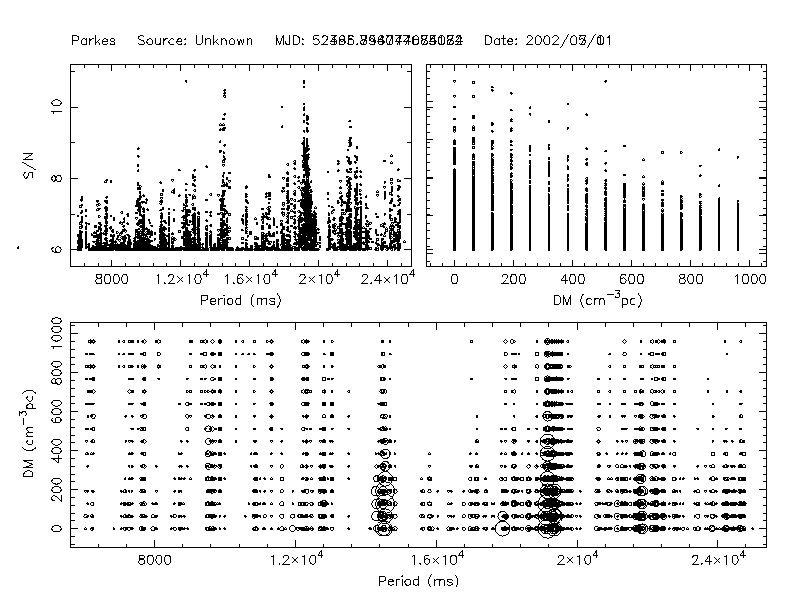 Parkes Source: Unknown MJD: Date: 2002/05/01
S/N
10
8
6
8000 1.2×10⁴ 1.6×10⁴ 2×10⁴ 2.4×10⁴
Period (ms)
0 200 400 600 800 1000
DM (cm⁻³pc)
DM (cm⁻³pc)
1000
800
600
400
200
0
8000 1.2×10⁴ 1.6×10⁴ 2×10⁴ 2.4×10⁴
Period (ms)